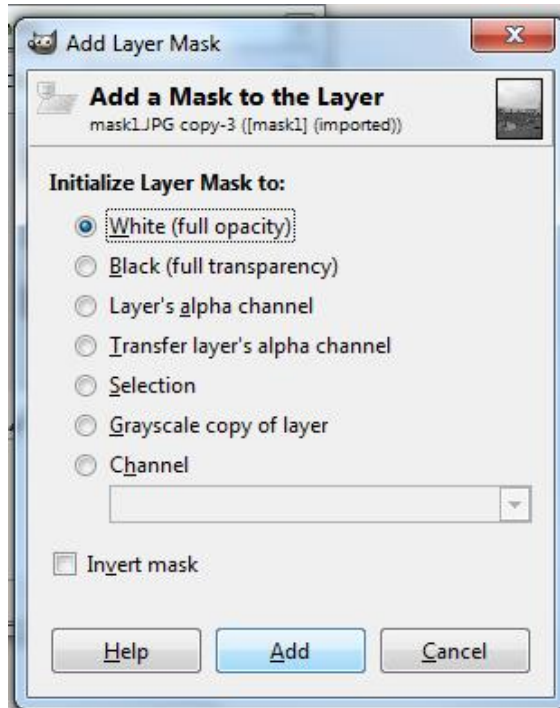 Add Layer Mask
Add a Mask to the Layer
mask1.JPG copy-3 ([mask1] (imported))
Initialize Layer Mask to:
White (full opacity)
Black (full transparency)
Layer's alpha channel
Transfer layer's alpha channel
Selection
Grayscale copy of layer
Channel
Invert mask
Help
Add
Cancel